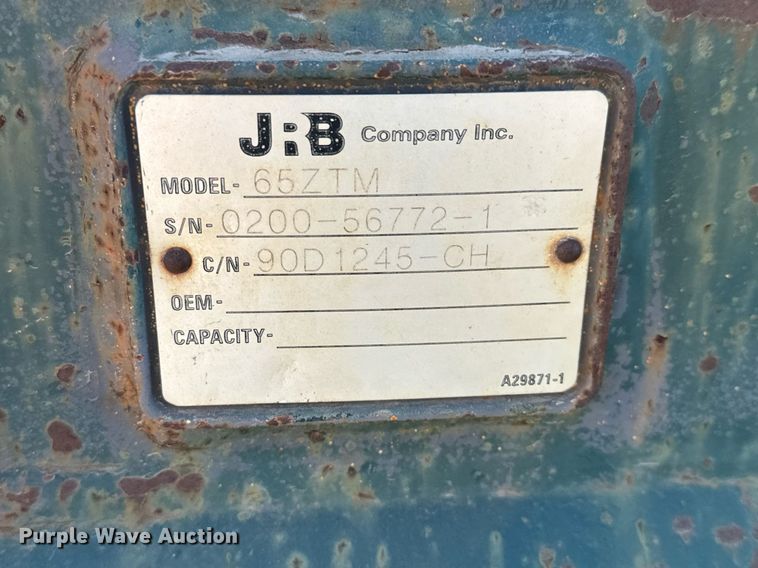 JRB Company Inc.
MODEL- 65ZTM
S/N- 0200-56772-1
C/N- 90D1245-CH
OEM-
CAPACITY-
A29871-1
Purple Wave Auction